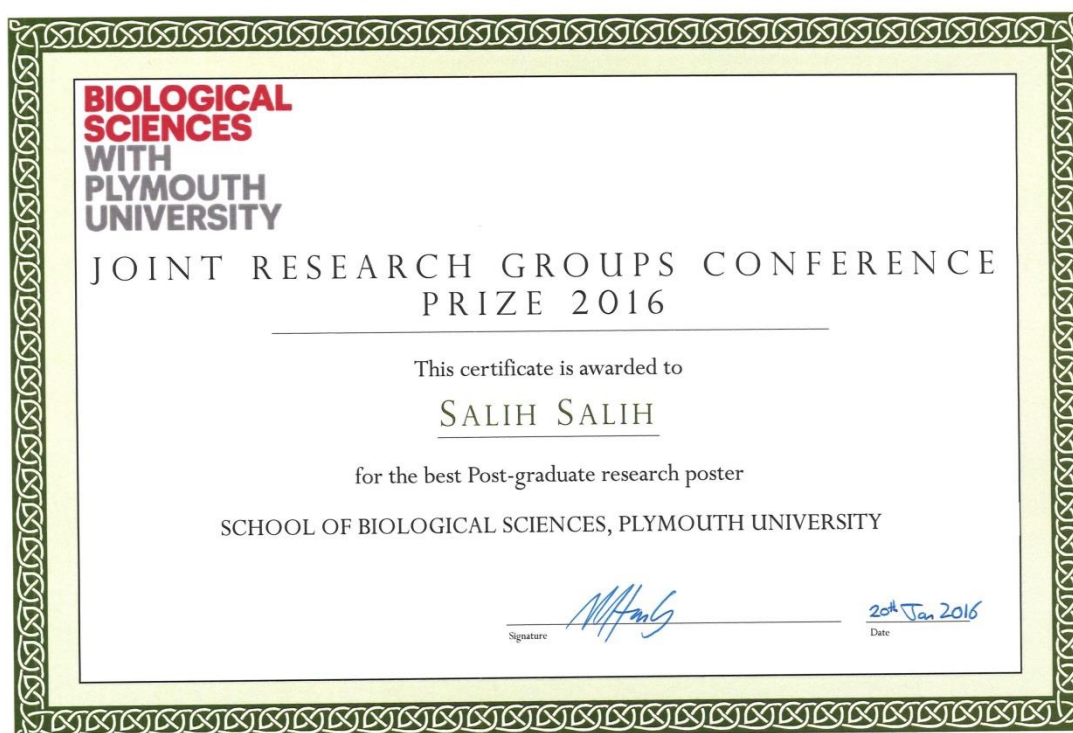 BIOLOGICAL
SCIENCES
WITH
PLYMOUTH
UNIVERSITY
JOINT RESEARCH GROUPS CONFERENCE
PRIZE 2016
This certificate is awarded to
SALIH SALIH
for the best Post-graduate research poster
SCHOOL OF BIOLOGICAL SCIENCES, PLYMOUTH UNIVERSITY
20th Jan 2016
Signature
Date